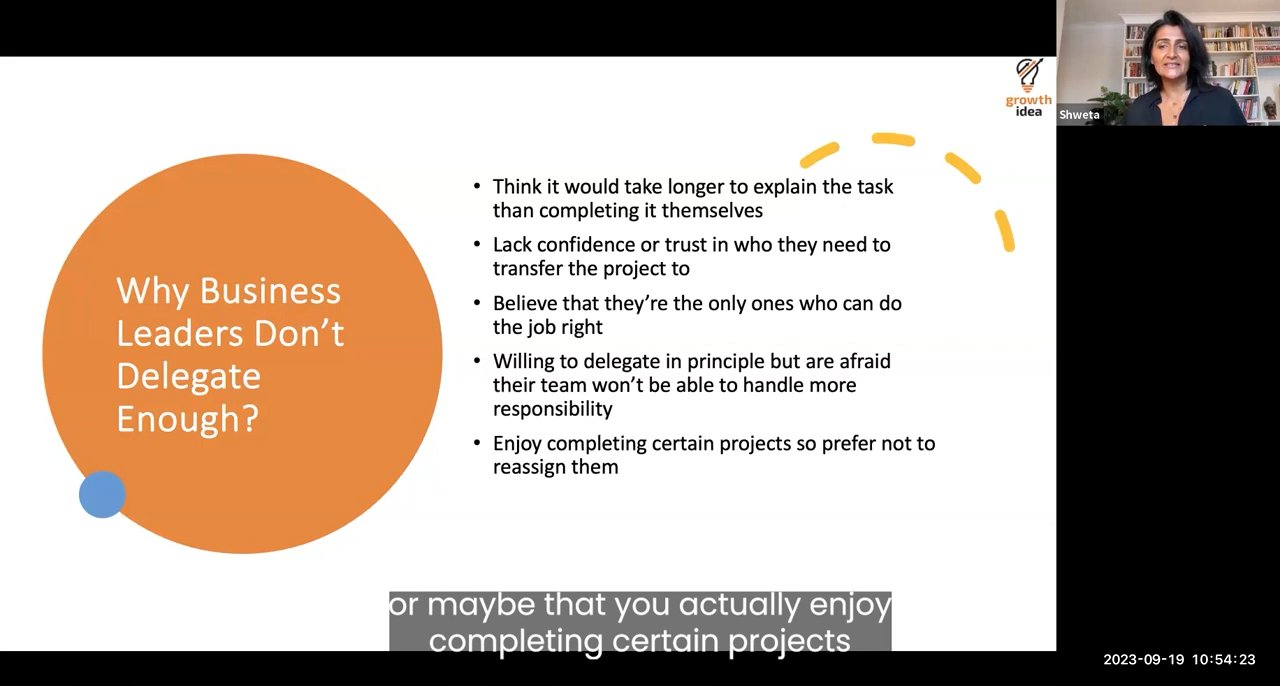 growth
idea
Shweta
Why Business
Leaders Don’t
Delegate
Enough?
• Think it would take longer to explain the task
than completing it themselves
• Lack confidence or trust in who they need to
transfer the project to
• Believe that they’re the only ones who can do
the job right
• Willing to delegate in principle but are afraid
their team won’t be able to handle more
responsibility
• Enjoy completing certain projects so prefer not to
reassign them
or maybe that you actually enjoy
completing certain projects
2023-09-19 10:54:23